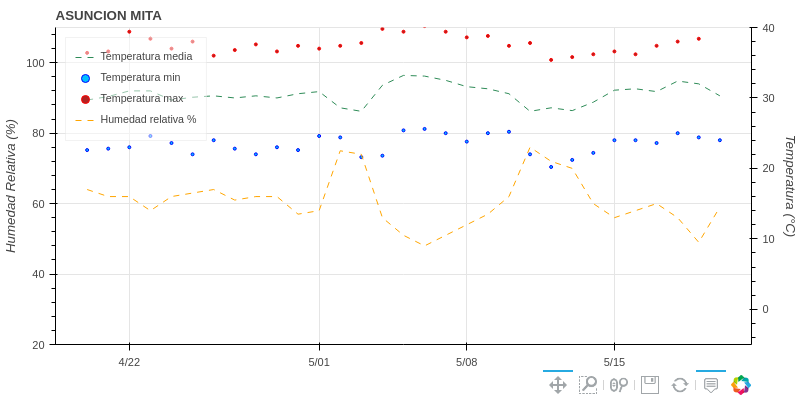 ASUNCION MITA
Temperatura media
Temperatura min
Temperatura max
Humedad relativa %
Humedad Relativa (%)
100
80
60
40
20
Temperatura (°C)
40
30
20
10
0
4/22
5/01
5/08
5/15